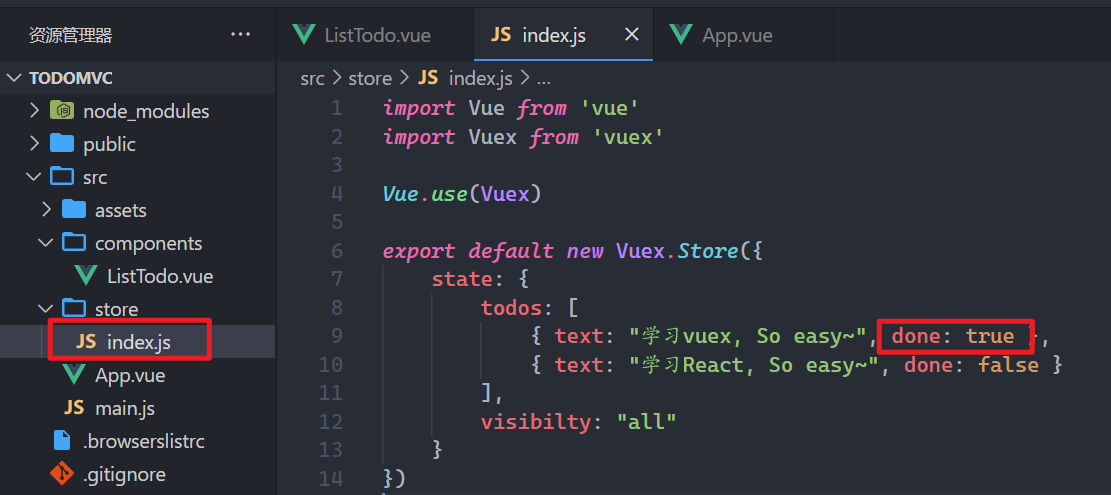 资源管理器 ...
TODOMVC
node_modules
public
src
assets
components
ListTodo.vue
store
JS index.js
App.vue
JS main.js
.browserslistrc
.gitignore
ListTodo.vue JS index.js × App.vue
src > store > JS index.js > ...
1 import Vue from 'vue'
2 import Vuex from 'vuex'
3
4 Vue.use(Vuex)
5
6 export default new Vuex.Store({
7 state: {
8 todos: [
9 { text: "学习vuex, So easy~", done: true },
10 { text: "学习React, So easy~", done: false }
11 ],
12 visibilty: "all"
13 }
14 })